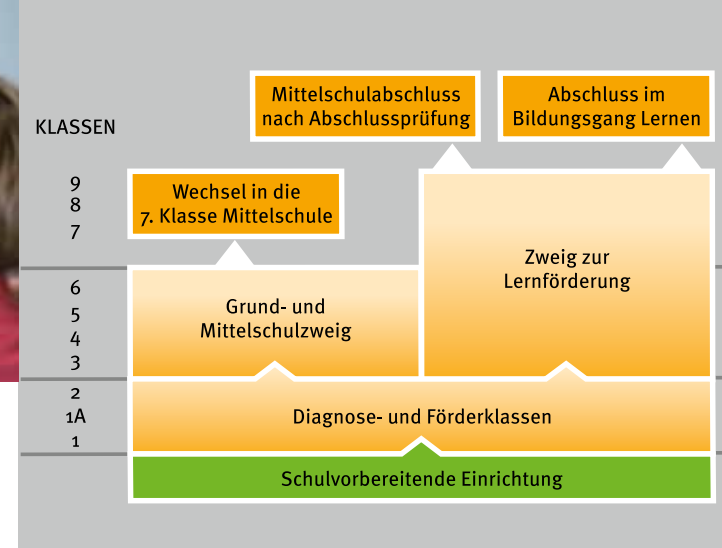 Mittelschulabschluss
nach Abschlussprüfung
Abschluss im
Bildungsgang Lernen
KLASSEN
9
8
7
Wechsel in die
7. Klasse Mittelschule
Zweig zur
Lernförderung
6
5
4
3
Grund- und
Mittelschulzweig
2
1A
1
Diagnose- und Förderklassen
Schulvorbereitende Einrichtung